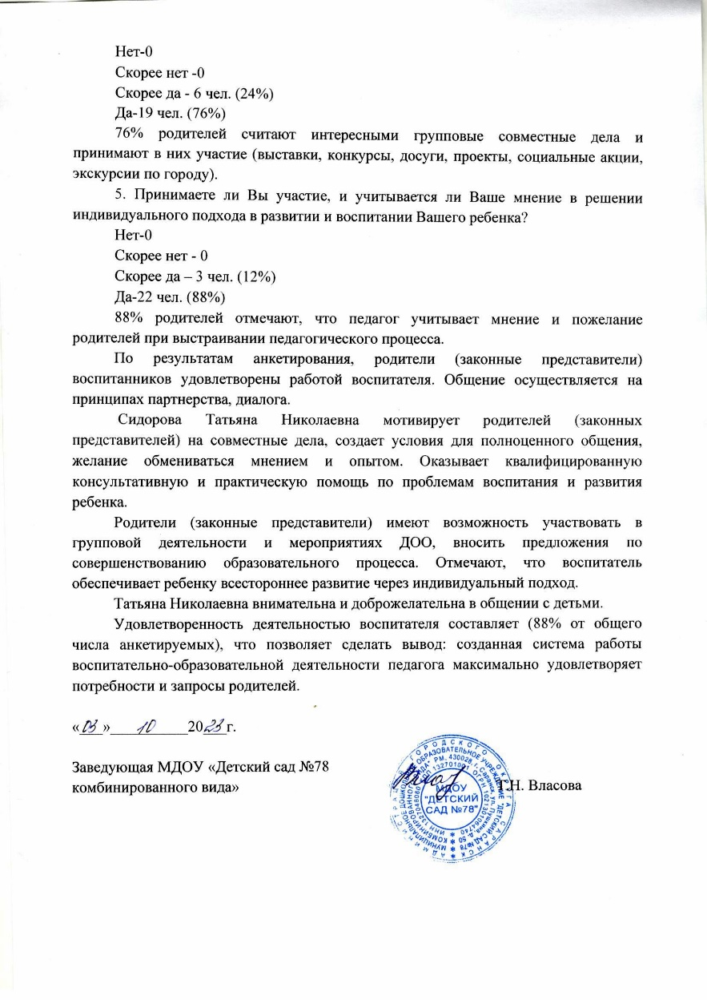 Нет-0
Скорее нет -0
Скорее да - 6 чел. (24%)
Да-19 чел. (76%)
76% родителей считают интересными групповые совместные дела и
принимают в них участие (выставки, конкурсы, досуги, проекты, социальные акции,
экскурсии по городу).
5. Принимаете ли Вы участие, и учитывается ли Ваше мнение в решении
индивидуального подхода в развитии и воспитании Вашего ребенка?
Нет-0
Скорее нет - 0
Скорее да – 3 чел. (12%)
Да-22 чел. (88%)
88% родителей отмечают, что педагог учитывает мнение и пожелание
родителей при выстраивании педагогического процесса.
По результатам анкетирования, родители (законные представители)
воспитанников удовлетворены работой воспитателя. Общение осуществляется на
принципах партнерства, диалога.
Сидорова Татьяна Николаевна мотивирует родителей (законных
представителей) на совместные дела, создает условия для полноценного общения,
желание обмениваться мнением и опытом. Оказывает квалифицированную
консультативную и практическую помощь по проблемам воспитания и развития
ребенка.
Родители (законные представители) имеют возможность участвовать в
групповой деятельности и мероприятиях ДОО, вносить предложения по
совершенствованию образовательного процесса. Отмечают, что воспитатель
обеспечивает ребенку всестороннее развитие через индивидуальный подход.
Татьяна Николаевна внимательна и доброжелательна в общении с детьми.
Удовлетворенность деятельностью воспитателя составляет (88% от общего
числа анкетируемых), что позволяет сделать вывод: созданная система работы
воспитательно-образовательной деятельности педагога максимально удовлетворяет
потребности и запросы родителей.
«03» 10 2023 г.
Заведующая МДОУ «Детский сад №78
комбинированного вида» Т.Н. Власова
МДОУ
"ДЕТСКИЙ
САД №78"